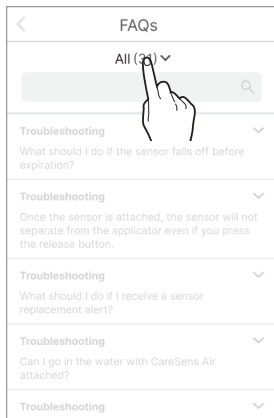 FAQs
All (31)
Troubleshooting
What should I do if the sensor falls off before
expiration?
Troubleshooting
Once the sensor is attached, the sensor will not
separate from the applicator even if you press
the release button.
Troubleshooting
What should I do if I receive a sensor
replacement alert?
Troubleshooting
Can I go in the water with CareSens Air
attached?
Troubleshooting